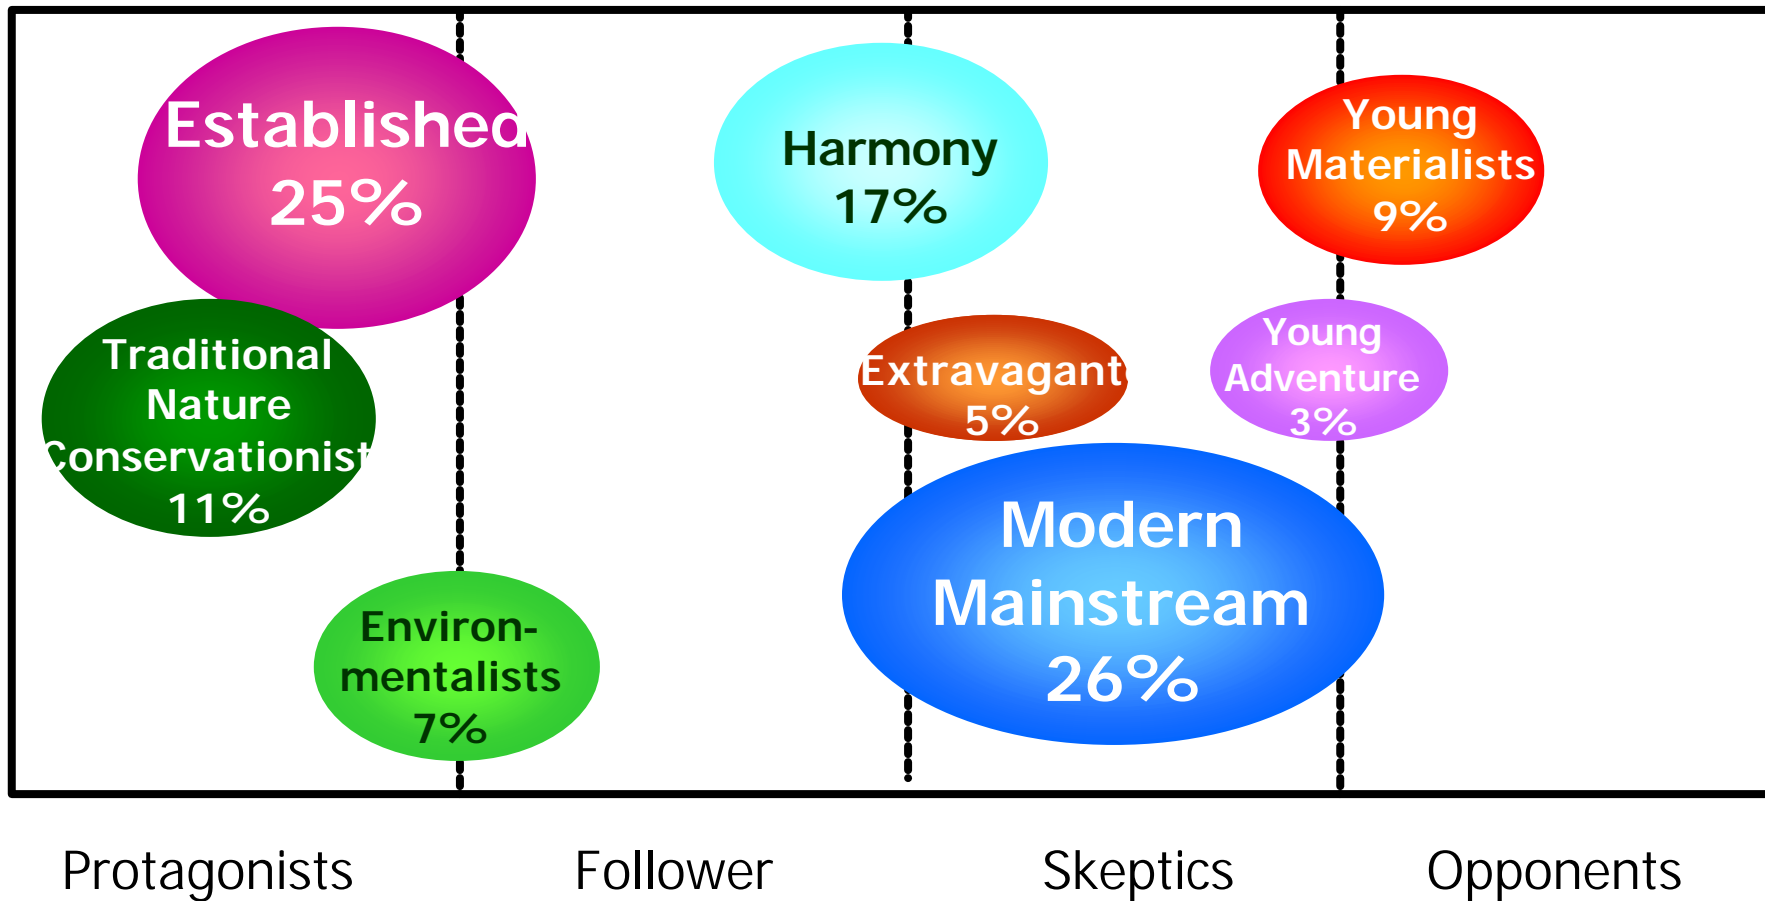 Established
25%
Harmony
17%
Young
Materialists
9%
Traditional
Nature
Conservationist
11%
Extravagant
5%
Young
Adventure
3%
Environ-
mentalists
7%
Modern
Mainstream
26%
Protagonists
Follower
Skeptics
Opponents